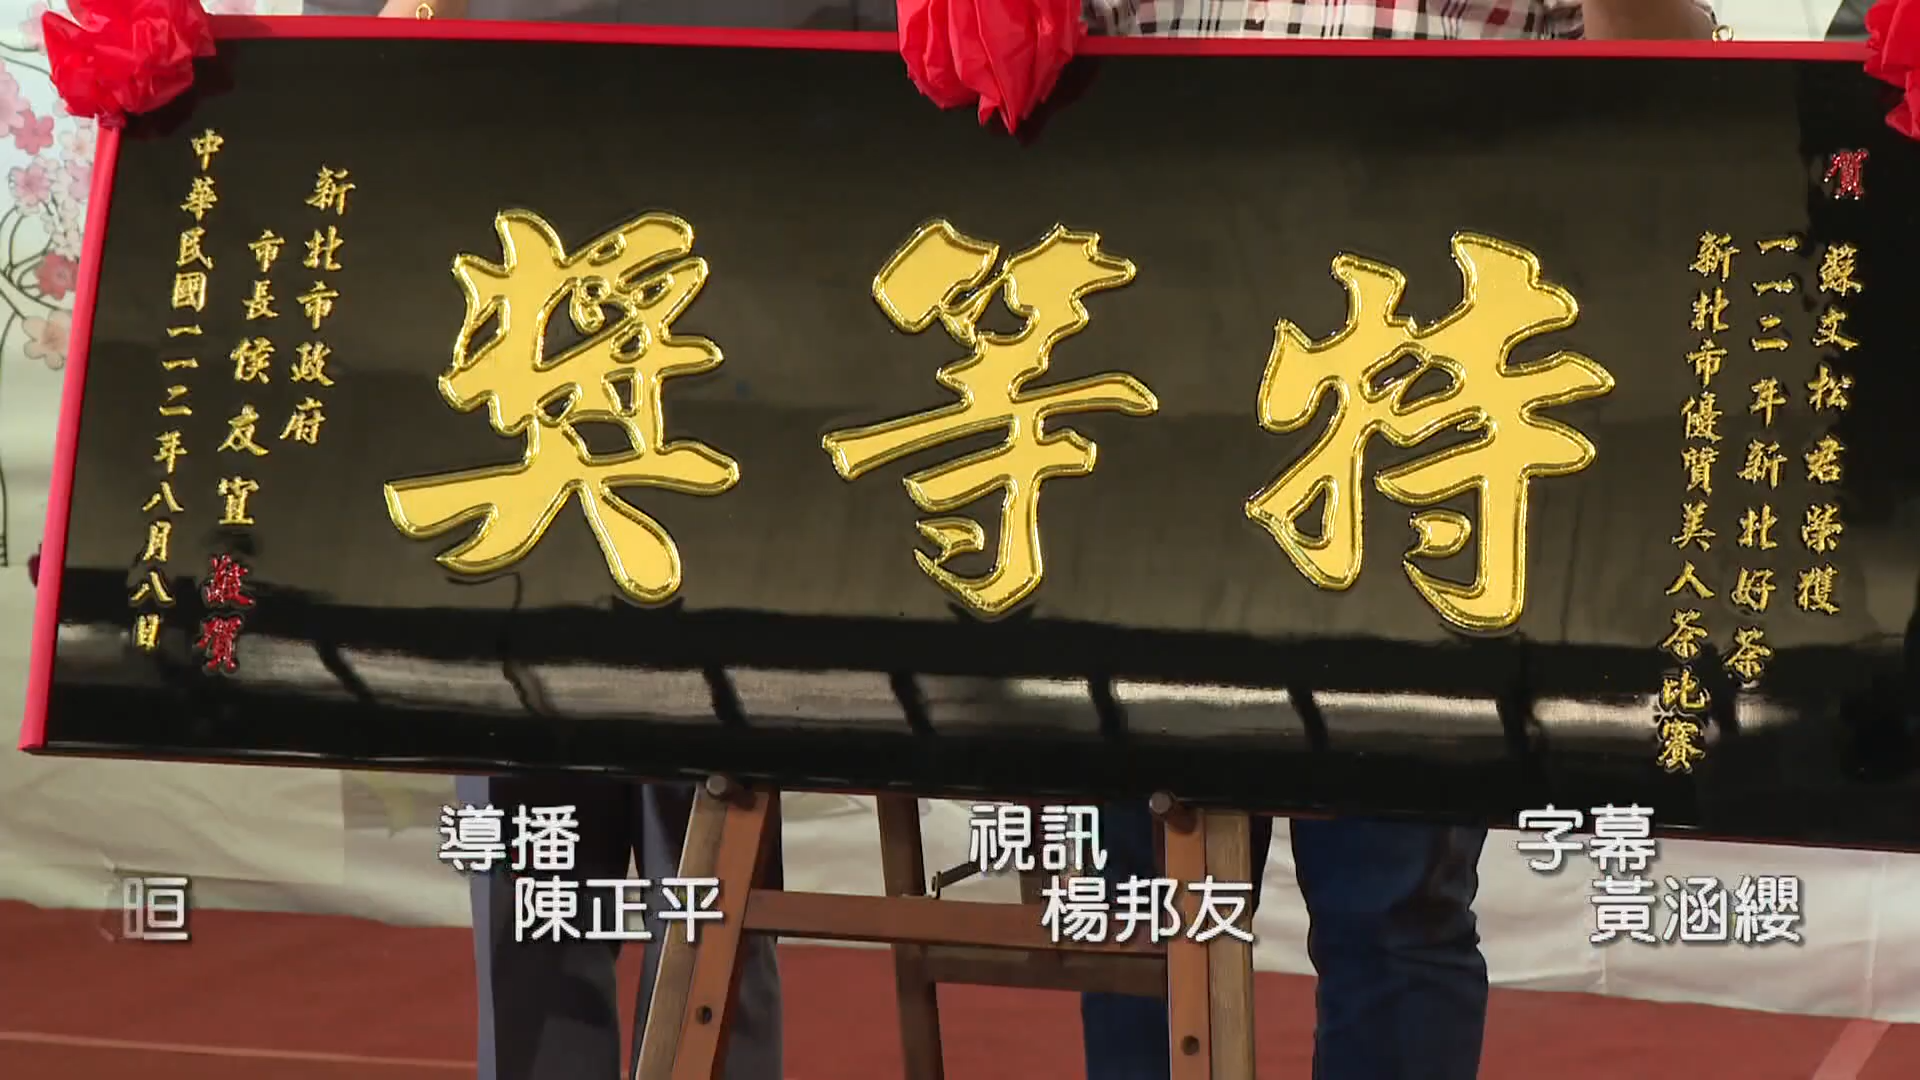 賀
蘇文松君榮獲
一一二年新北好茶
新北市優質美人茶比賽
特等獎
新北市政府
市長侯友宜
敬賀
中華民國一一二年八月八日
導播
陳正平
視訊
楊邦友
字幕
黃涵纓
晅